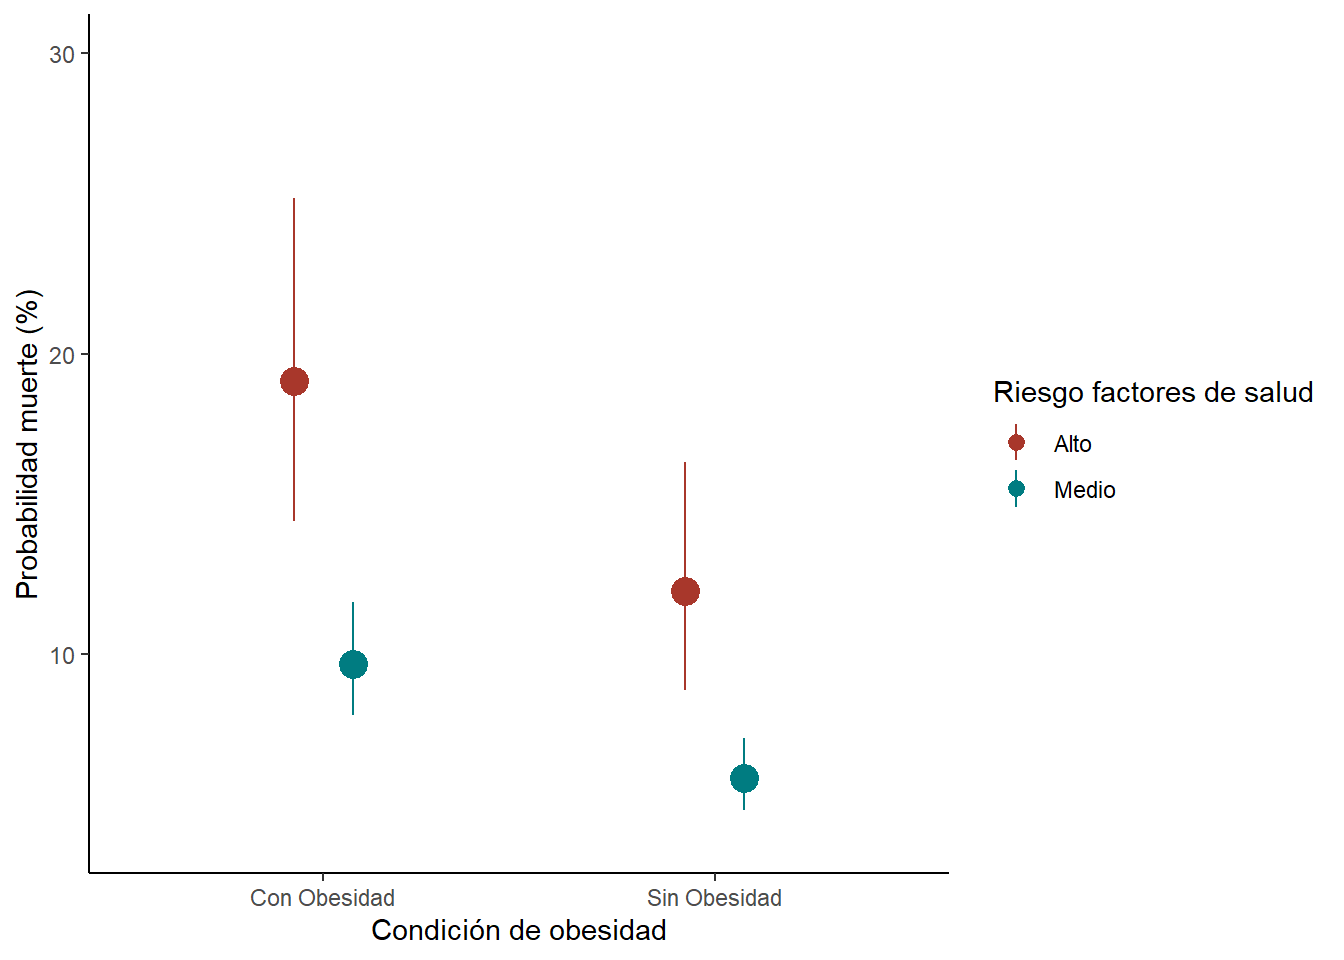 30
20
10
Probabilidad muerte (%)
Con Obesidad
Sin Obesidad
Condición de obesidad
Riesgo factores de salud
Alto
Medio